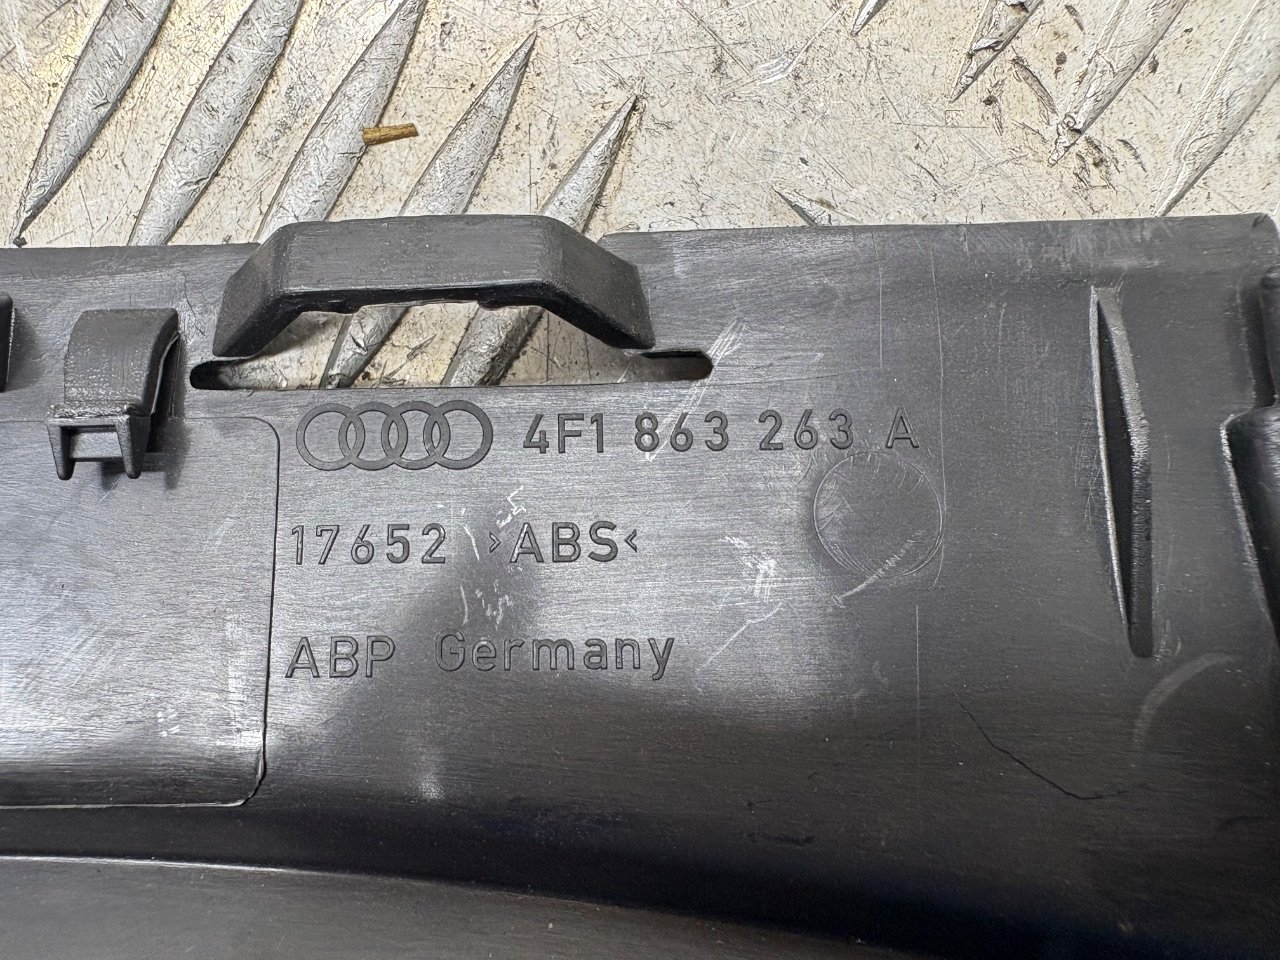 4F1 863 263 A
17652 >ABS<
ABP Germany